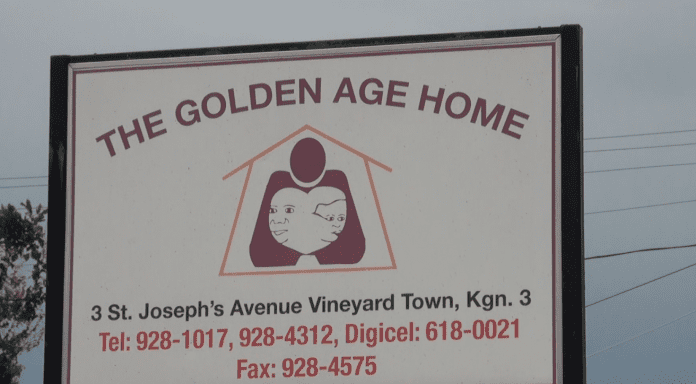 THE GOLDEN AGE HOME
3 St. Joseph's Avenue Vineyard Town, Kgn. 3
Tel: 928-1017, 928-4312, Digicel: 618-0021
Fax: 928-4575